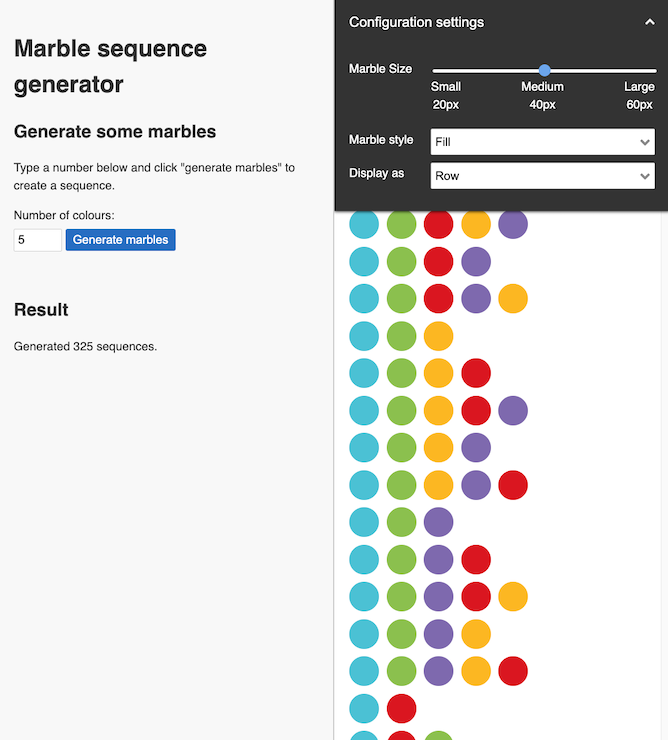 Marble sequence
generator
Generate some marbles
Type a number below and click "generate marbles" to
create a sequence.
Number of colours:
5
Generate marbles
Result
Generated 325 sequences.
Configuration settings
Marble Size
Small
Medium
Large
20px
40px
60px
Marble style
Fill
Display as
Row